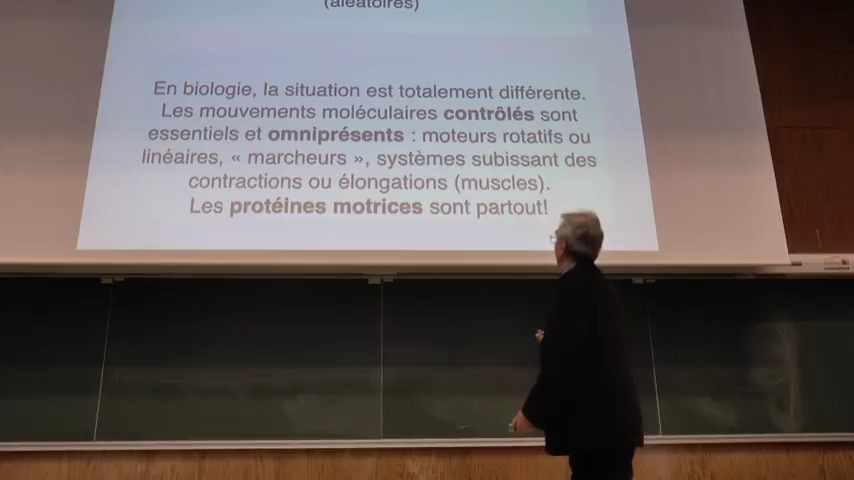 (aléatoires)
En biologie, la situation est totalement différente.
Les mouvements moléculaires contrôlés sont
essentiels et omniprésents : moteurs rotatifs ou
linéaires, « marcheurs », systèmes subissant des
contractions ou élongations (muscles).
Les protéines motrices sont partout!